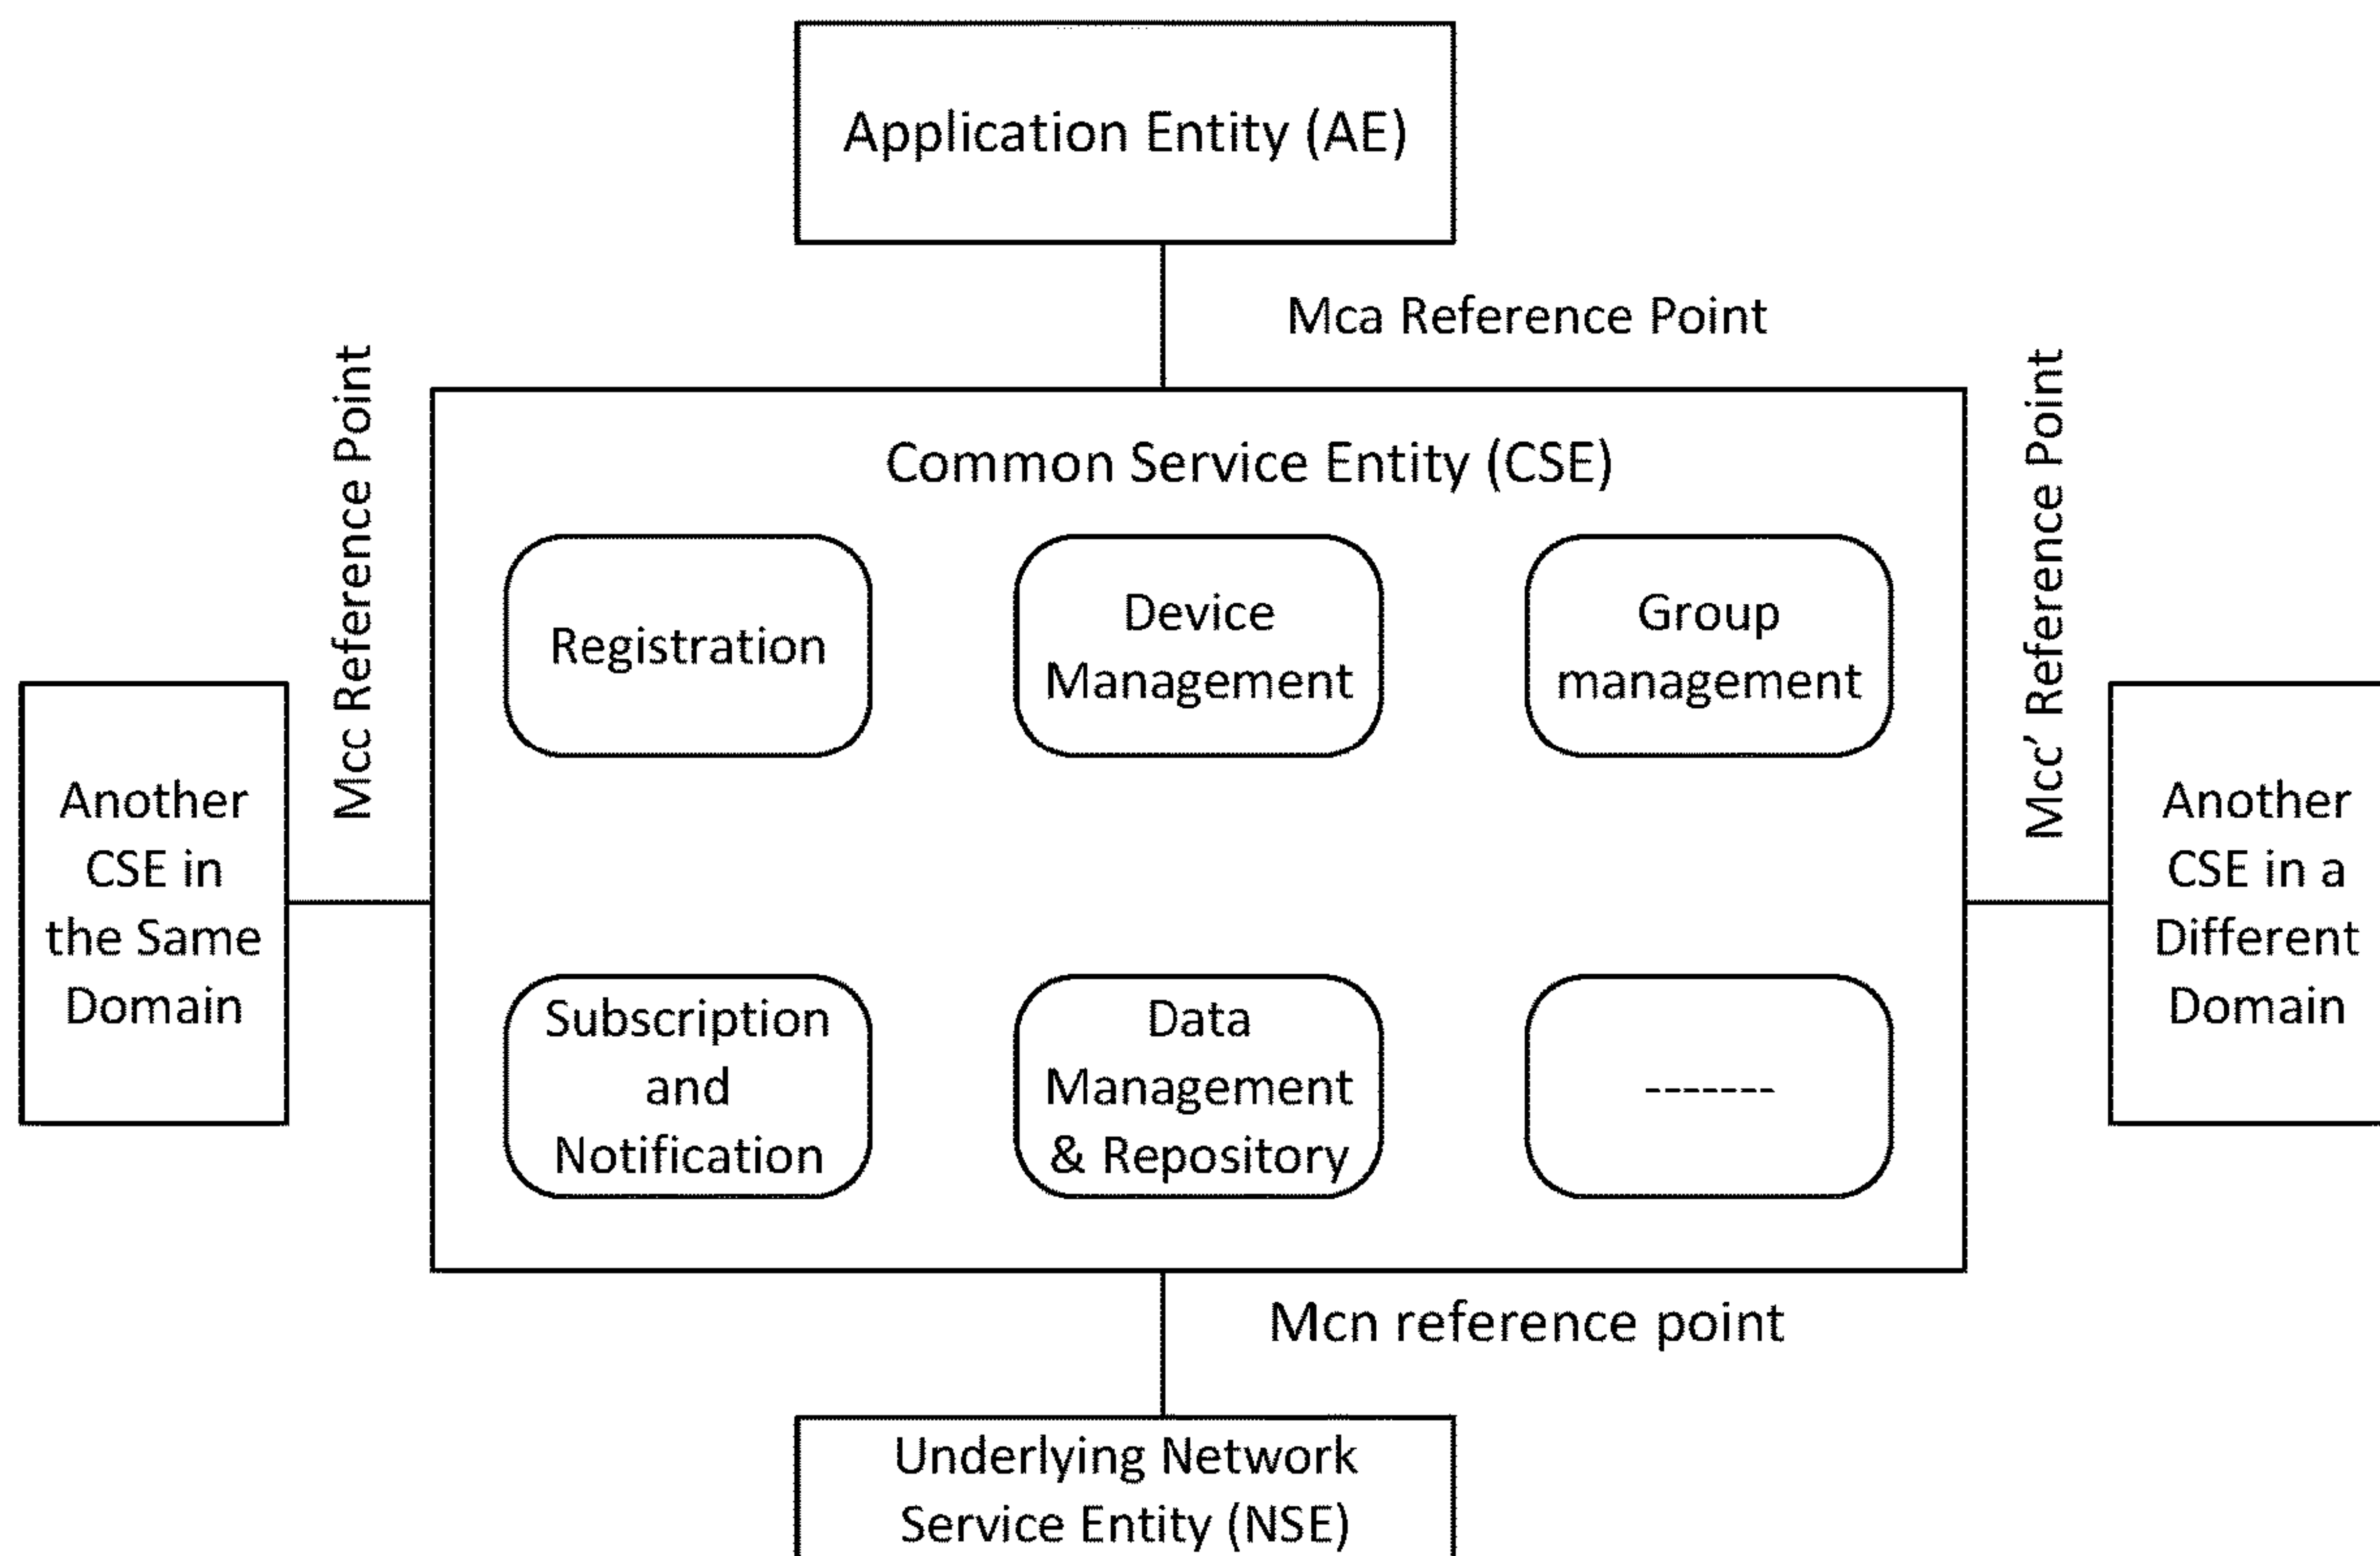 Application Entity (AE)
Mca Reference Point
Mcc Reference Point
Mcc' Reference Point
Common Service Entity (CSE)
Registration
Device
Management
Group
management
Another
CSE in
the Same
Domain
Another
CSE in a
Different
Domain
Subscription
and
Notification
Data
Management
& Repository
-------
Mcn reference point
Underlying Network
Service Entity (NSE)